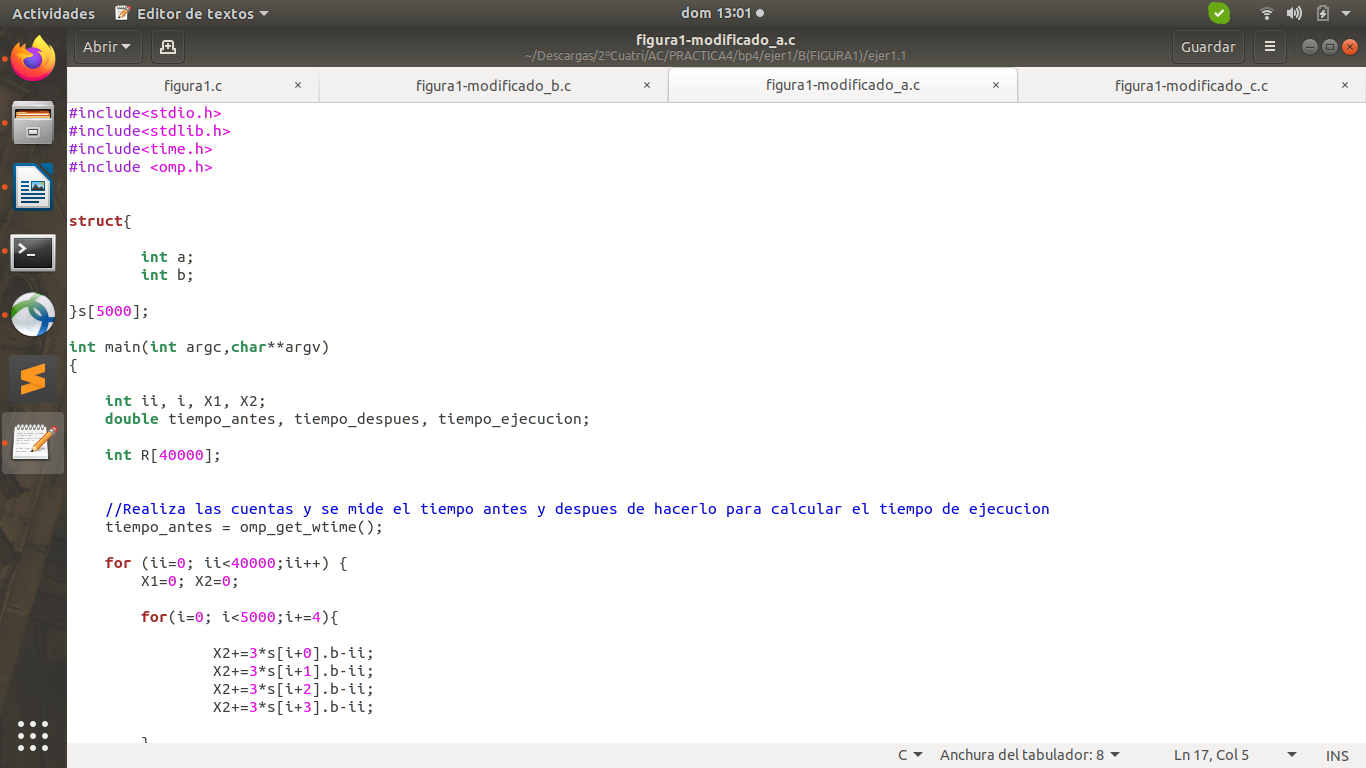 Actividades Editor de textos dom 13:01
Abrir figura1-modificado_a.c Guardar
~/Descargas/2ºCuatri/AC/PRACTICA4/bp4/ejer1/B(FIGURA1)/ejer1.1
figura1.c × figura1-modificado_b.c × figura1-modificado_a.c × figura1-modificado_c.c ×
#include<stdio.h>
#include<stdlib.h>
#include<time.h>
#include <omp.h>
struct{
int a;
int b;
}s[5000];
int main(int argc,char**argv)
{
int ii, i, X1, X2;
double tiempo_antes, tiempo_despues, tiempo_ejecucion;
int R[40000];
//Realiza las cuentas y se mide el tiempo antes y despues de hacerlo para calcular el tiempo de ejecucion
tiempo_antes = omp_get_wtime();
for (ii=0; ii<40000;ii++) {
X1=0; X2=0;
for(i=0; i<5000;i+=4){
X2+=3*s[i+0].b-ii;
X2+=3*s[i+1].b-ii;
X2+=3*s[i+2].b-ii;
X2+=3*s[i+3].b-ii;
}
C Anchura del tabulador: 8 Ln 17, Col 5 INS